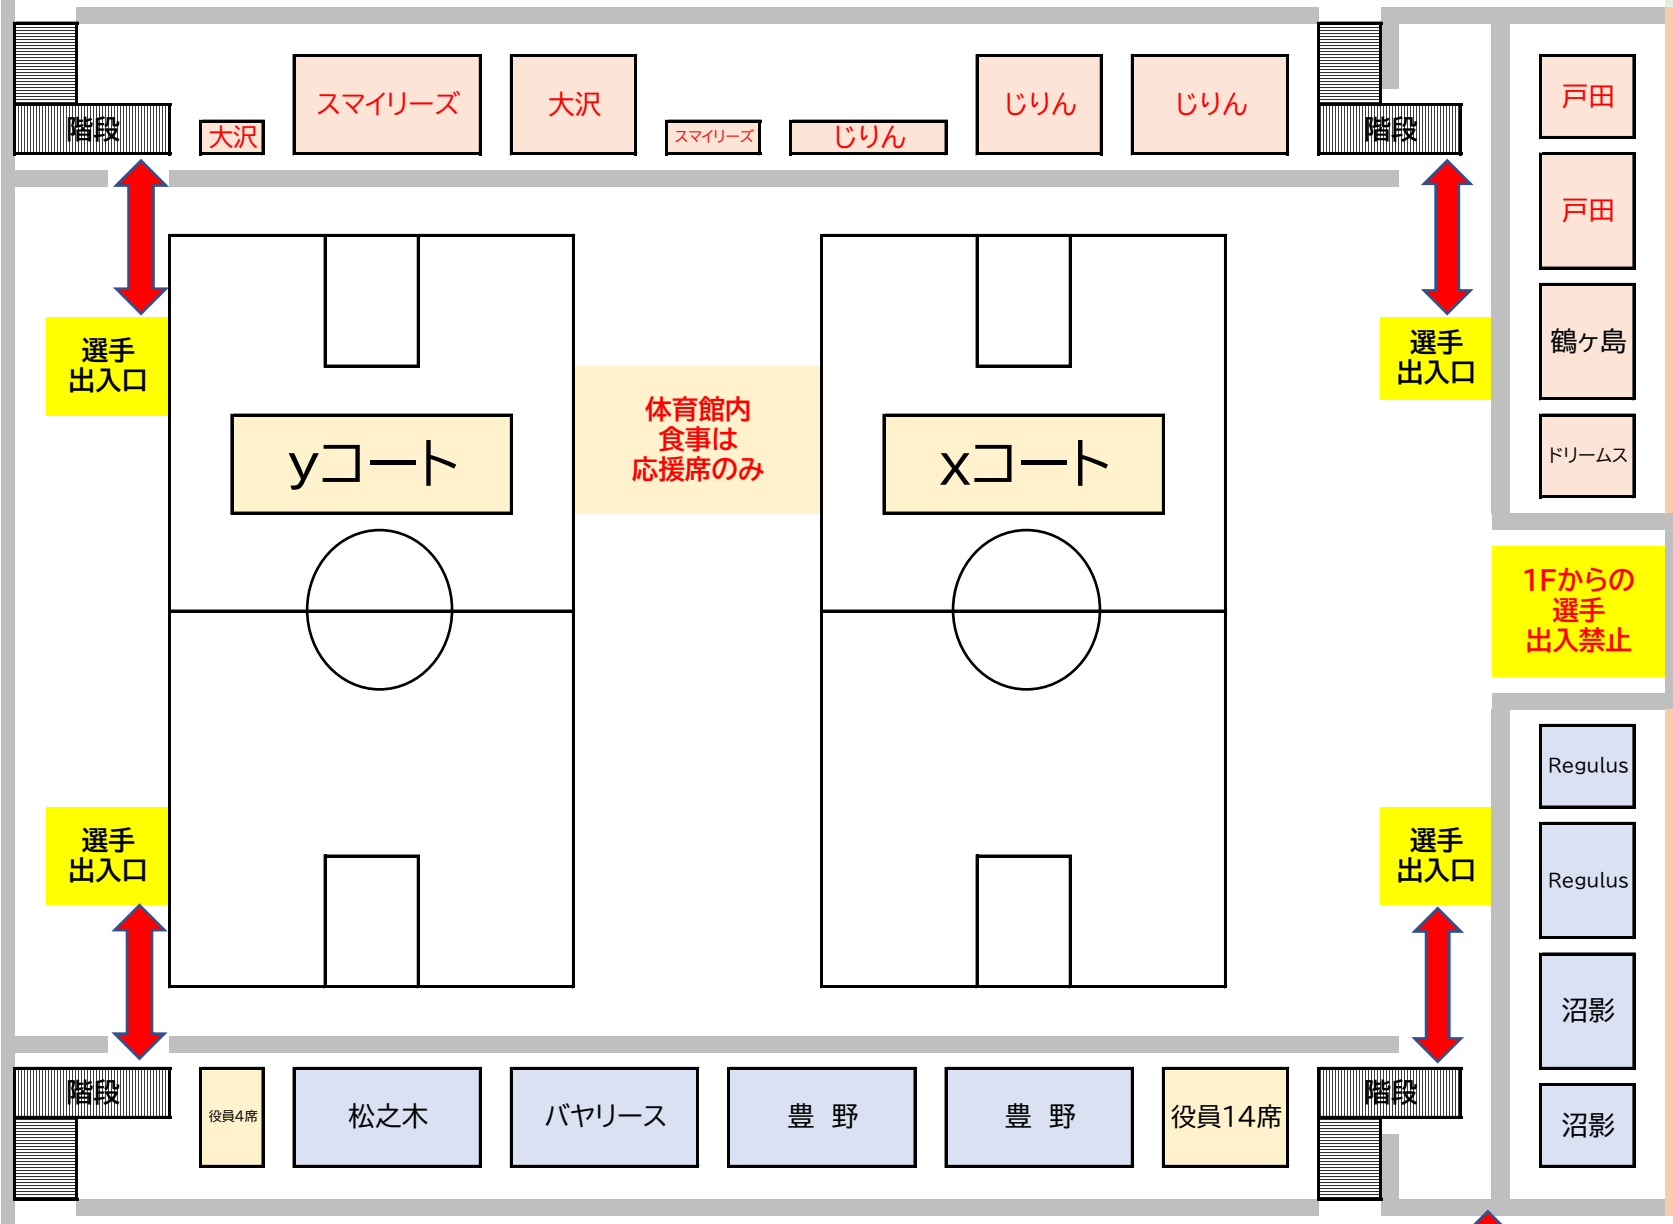 スマイリーズ
大沢
じりん
じりん
戸田
階段
大沢
スマイリーズ
じりん
階段
戸田
選手
出入口
選手
出入口
鶴ヶ島
体育館内
食事は
応援席のみ
yコート
xコート
ドリームス
1Fからの
選手
出入禁止
Regulus
選手
出入口
選手
出入口
Regulus
沼影
階段
役員4席
松之木
バヤリース
豊 野
豊 野
役員14席
階段
沼影